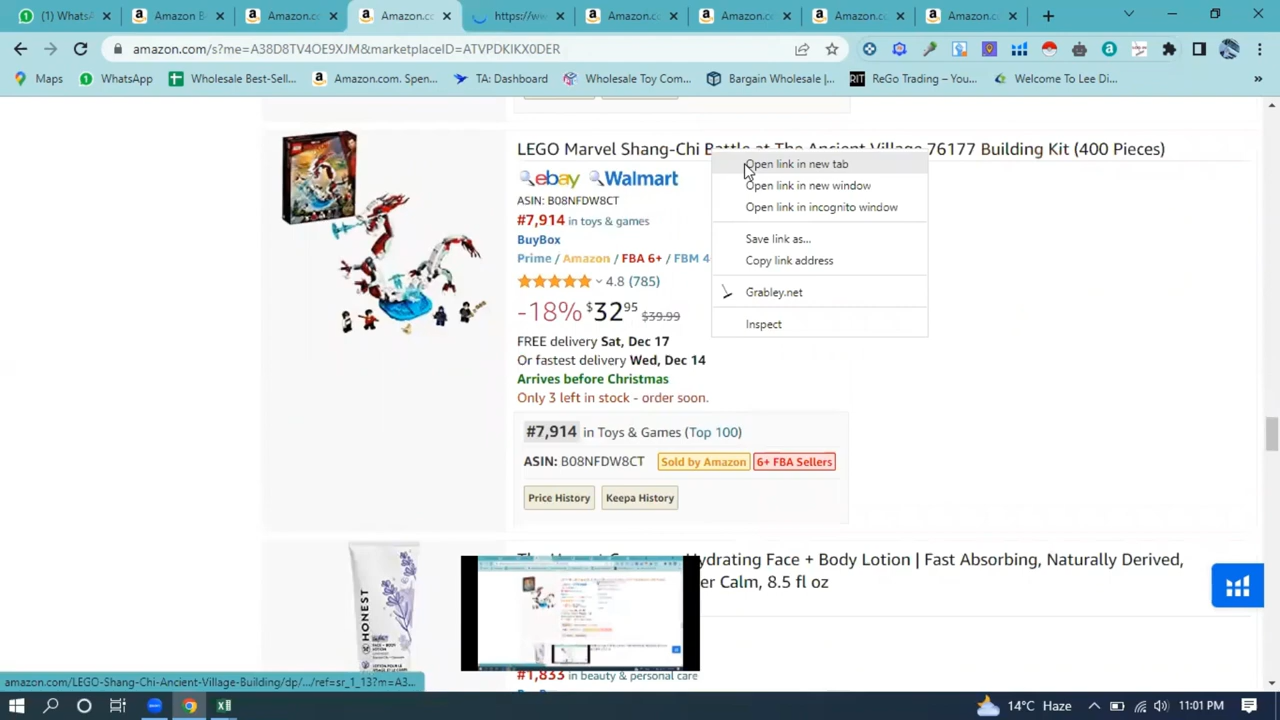 (1) WhatsA
Amazon B
Amazon.c
Amazon.c
https://w
Amazon.c
Amazon.c
Amazon.c
Amazon.c
amazon.com/s?me=A38D8TV4OE9XJM&marketplaceID=ATVPDKIKX0DER
Maps
WhatsApp
Wholesale Best-Sell...
Amazon.com. Spen...
TA: Dashboard
Wholesale Toy Com...
Bargain Wholesale |...
ReGo Trading – You...
Welcome To Lee Di...
LEGO Marvel Shang-Chi Battle at The Ancient Village 76177 Building Kit (400 Pieces)
Open link in new tab
Open link in new window
Open link in incognito window
Save link as...
Copy link address
Grabley.net
Inspect
ebay Walmart
ASIN: B08NFDW8CT
#7,914 in toys & games
BuyBox
Prime / Amazon / FBA 6+ / FBM 4
4.8 (785)
-18% $32 95 $39.99
FREE delivery Sat, Dec 17
Or fastest delivery Wed, Dec 14
Arrives before Christmas
Only 3 left in stock - order soon.
#7,914 in Toys & Games (Top 100)
ASIN: B08NFDW8CT Sold by Amazon 6+ FBA Sellers
Price History Keepa History
HONEST
ydrating Face + Body Lotion | Fast Absorbing, Naturally Derived,
er Calm, 8.5 fl oz
#1,833 in beauty & personal care
amazon.com/LEGO-Shang-Chi-Ancient-Village-Building/dp/.../ref=sr_1_13?m=A3...
14°C Haze
11:01 PM